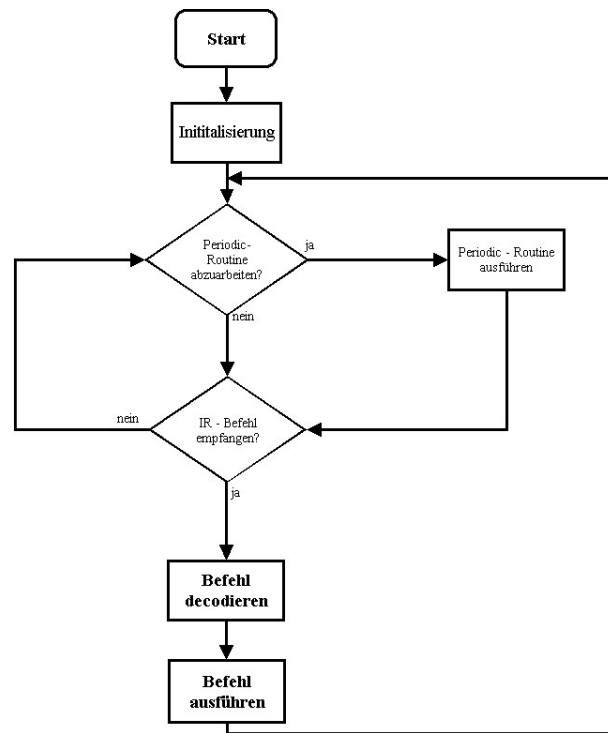 Start
Inititalisierung
Periodic-
Routine
abzuarbeiten?
ja
Periodic - Routine
ausführen
nein
IR - Befehl
empfangen?
nein
ja
Befehl
decodieren
Befehl
ausführen